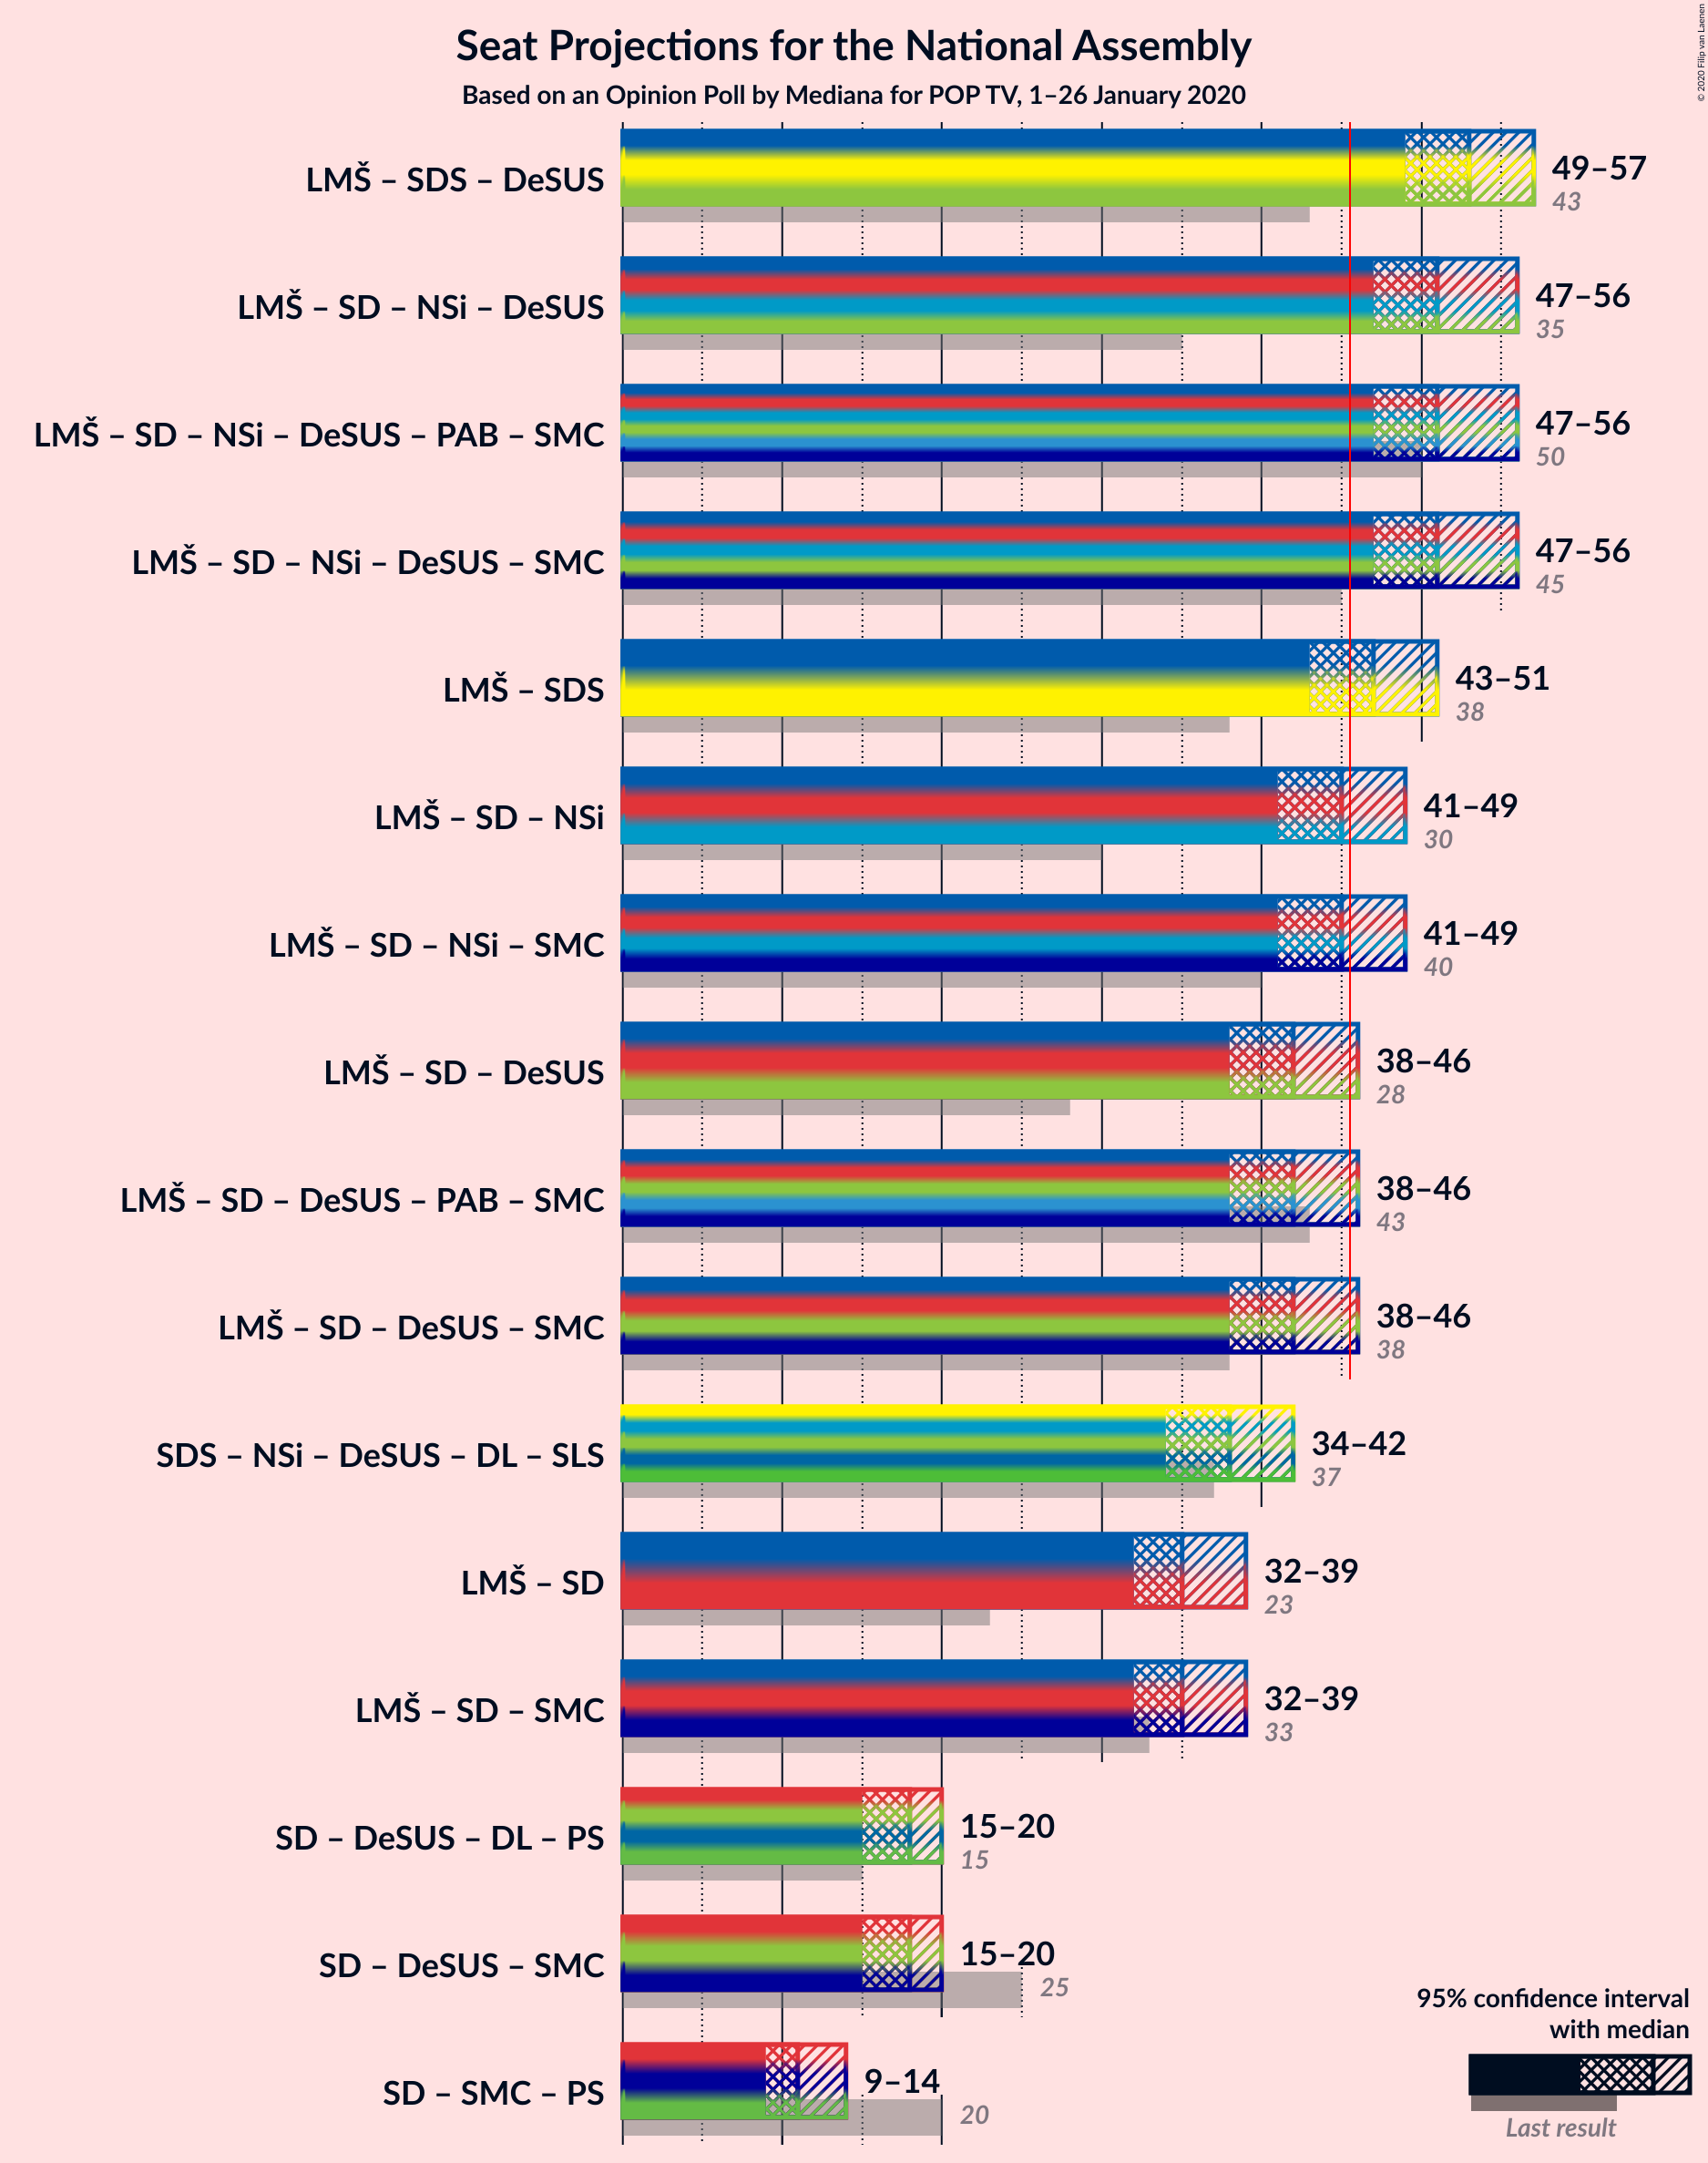 Seat Projections for the National Assembly
Based on an Opinion Poll by Mediana for POP TV, 1–26 January 2020
© 2020 Filip van Laenen
LMŠ – SDS – DeSUS
49–57
43
LMŠ – SD – NSi – DeSUS
47–56
35
LMŠ – SD – NSi – DeSUS – PAB – SMC
47–56
50
LMŠ – SD – NSi – DeSUS – SMC
47–56
45
LMŠ – SDS
43–51
38
LMŠ – SD – NSi
41–49
30
LMŠ – SD – NSi – SMC
41–49
40
LMŠ – SD – DeSUS
38–46
28
LMŠ – SD – DeSUS – PAB – SMC
38–46
43
LMŠ – SD – DeSUS – SMC
38–46
38
SDS – NSi – DeSUS – DL – SLS
34–42
37
LMŠ – SD
32–39
23
LMŠ – SD – SMC
32–39
33
SD – DeSUS – DL – PS
15–20
15
SD – DeSUS – SMC
15–20
25
SD – SMC – PS
9–14
20
95% confidence interval
with median
Last result